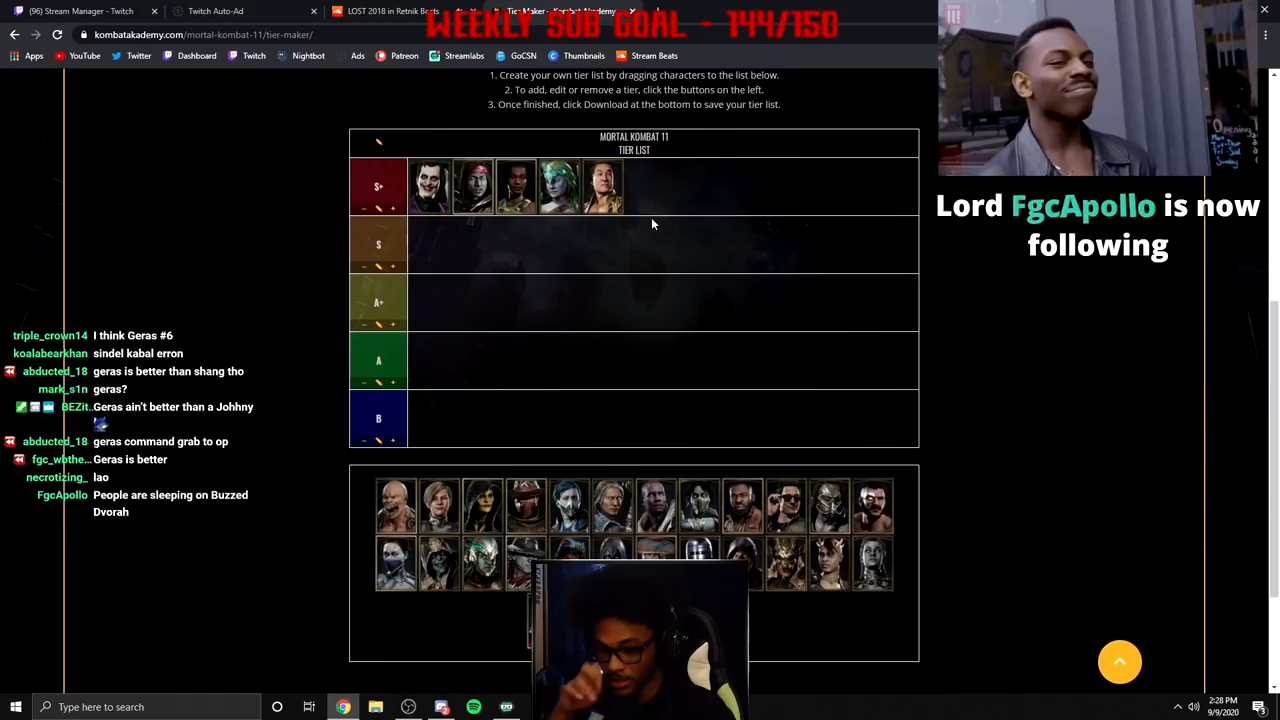 (96) Stream Manager - Twitch
Twitch Auto-Ad
LOST 2018 in Retnik Beats
WEEKLY SUB GOAL - 144/150
kombatakademy.com/mortal-kombat-11/tier-maker/
Apps
YouTube
Twitter
Dashboard
Twitch
Nightbot
Ads
Patreon
Streamlabs
GoCSN
Thumbnails
Stream Beats
1. Create your own tier list by dragging characters to the list below.
2. To add, edit or remove a tier, click the buttons on the left.
3. Once finished, click Download at the bottom to save your tier list.
MORTAL KOMBAT 11
TIER LIST
S+
S
A+
A
B
Lord FgcApollo is now
following
triple_crown14 I think Geras #6
koalabearkhan sindel kabal erron
abducted_18 geras is better than shang tho
mark_s1n geras?
BEZit.. Geras ain't better than a Johhny
abducted_18 geras command grab to op
fgc_wbthe... Geras is better
necrotizing_ lao
FgcApollo People are sleeping on Buzzed
Dvorah
Type here to search
2:28 PM
9/9/2020